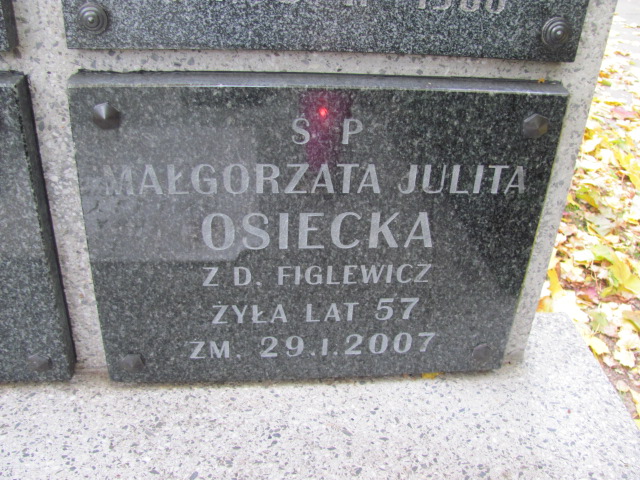 Ś P
MAŁGORZATA JULITA
OSIECKA
Z D. FIGLEWICZ
ŻYŁA LAT 57
ZM. 29.I.2007